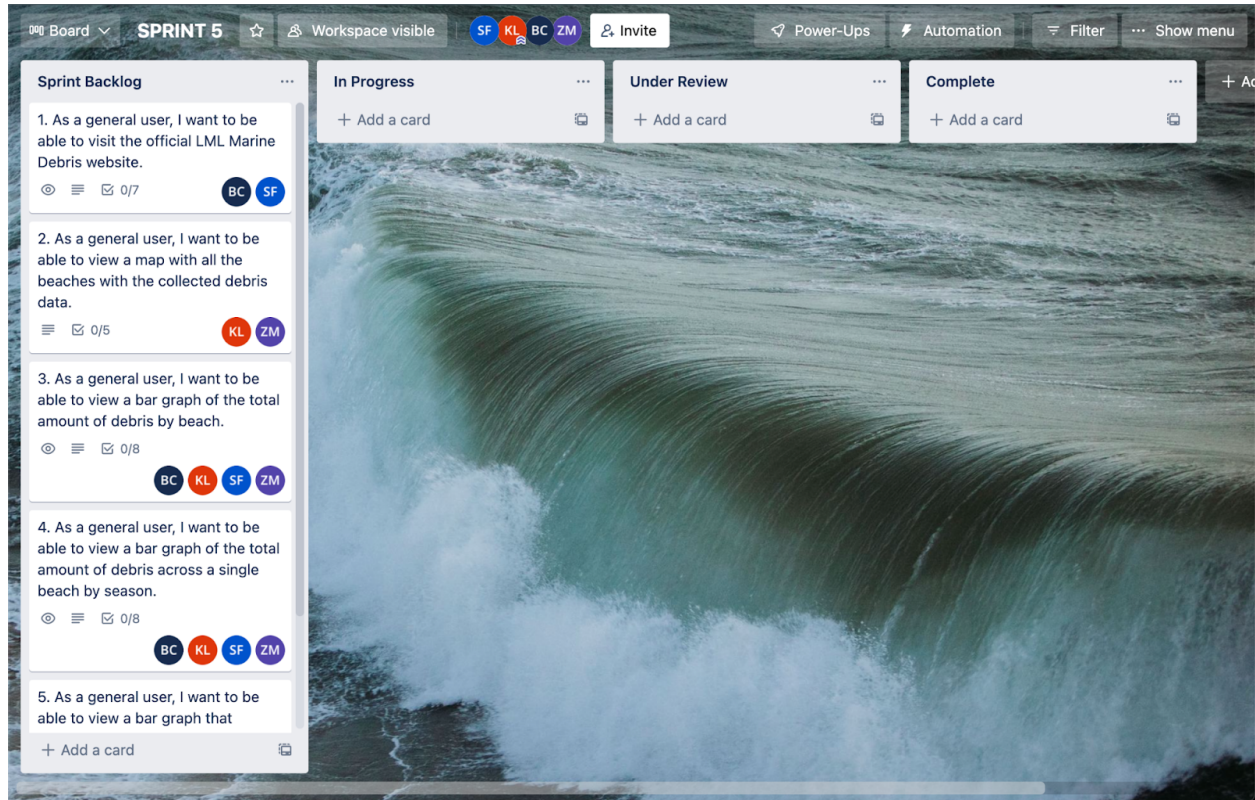 Board SPRINT 5 Workspace visible SF KL BC ZM Invite Power-Ups Automation Filter ... Show menu
Sprint Backlog ...
1. As a general user, I want to be
able to visit the official LML Marine
Debris website.
0/7 BC SF
2. As a general user, I want to be
able to view a map with all the
beaches with the collected debris
data.
0/5 KL ZM
3. As a general user, I want to be
able to view a bar graph of the total
amount of debris by beach.
0/8
BC KL SF ZM
4. As a general user, I want to be
able to view a bar graph of the total
amount of debris across a single
beach by season.
0/8
BC KL SF ZM
5. As a general user, I want to be
able to view a bar graph that
+ Add a card
In Progress ...
+ Add a card
Under Review ...
+ Add a card
Complete ...
+ Add a card
+ Ad